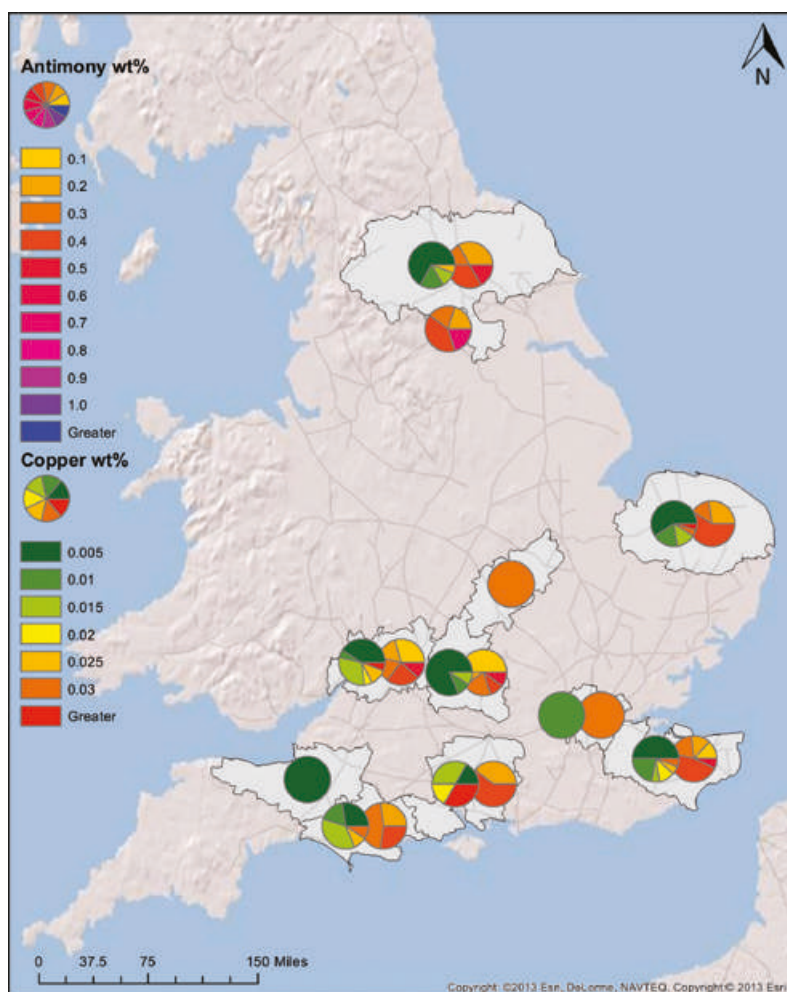 N
Antimony wt%
0.1
0.2
0.3
0.4
0.5
0.6
0.7
0.8
0.9
1.0
Greater
Copper wt%
0.005
0.01
0.015
0.02
0.025
0.03
Greater
0 37.5 75 150 Miles
Copyright: ©2013 Esri, DeLorme, NAVTEQ, Copyright:© 2013 Esri